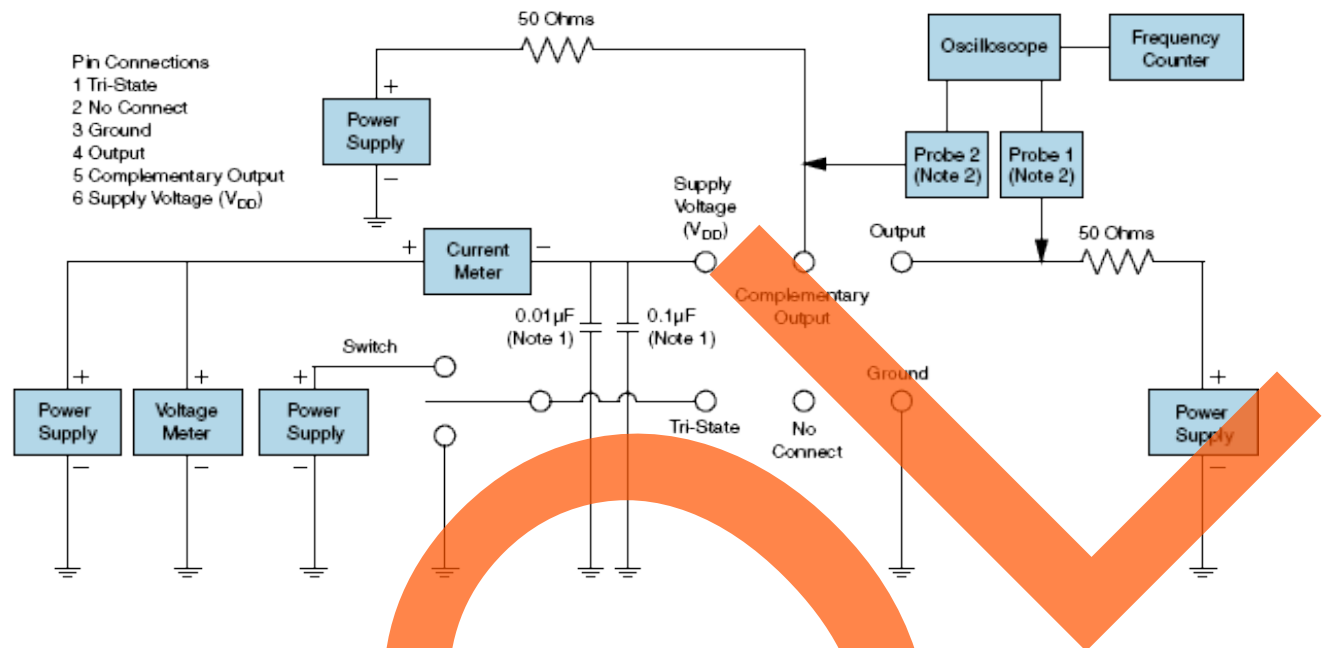 50 Ohms
Pin Connections
1 Tri-State
2 No Connect
3 Ground
4 Output
5 Complementary Output
6 Supply Voltage (VDD)
+
Power
Supply
−
Oscilloscope
Frequency
Counter
Probe 2
(Note 2)
Probe 1
(Note 2)
Supply
Voltage
(VDD)
Output
50 Ohms
+
Current
Meter
−
Complementary
Output
0.01µF
(Note 1)
0.1µF
(Note 1)
Switch
Ground
+
Power
Supply
−
+
Voltage
Meter
−
+
Power
Supply
−
Tri-State
No
Connect
+
Power
Supply
−